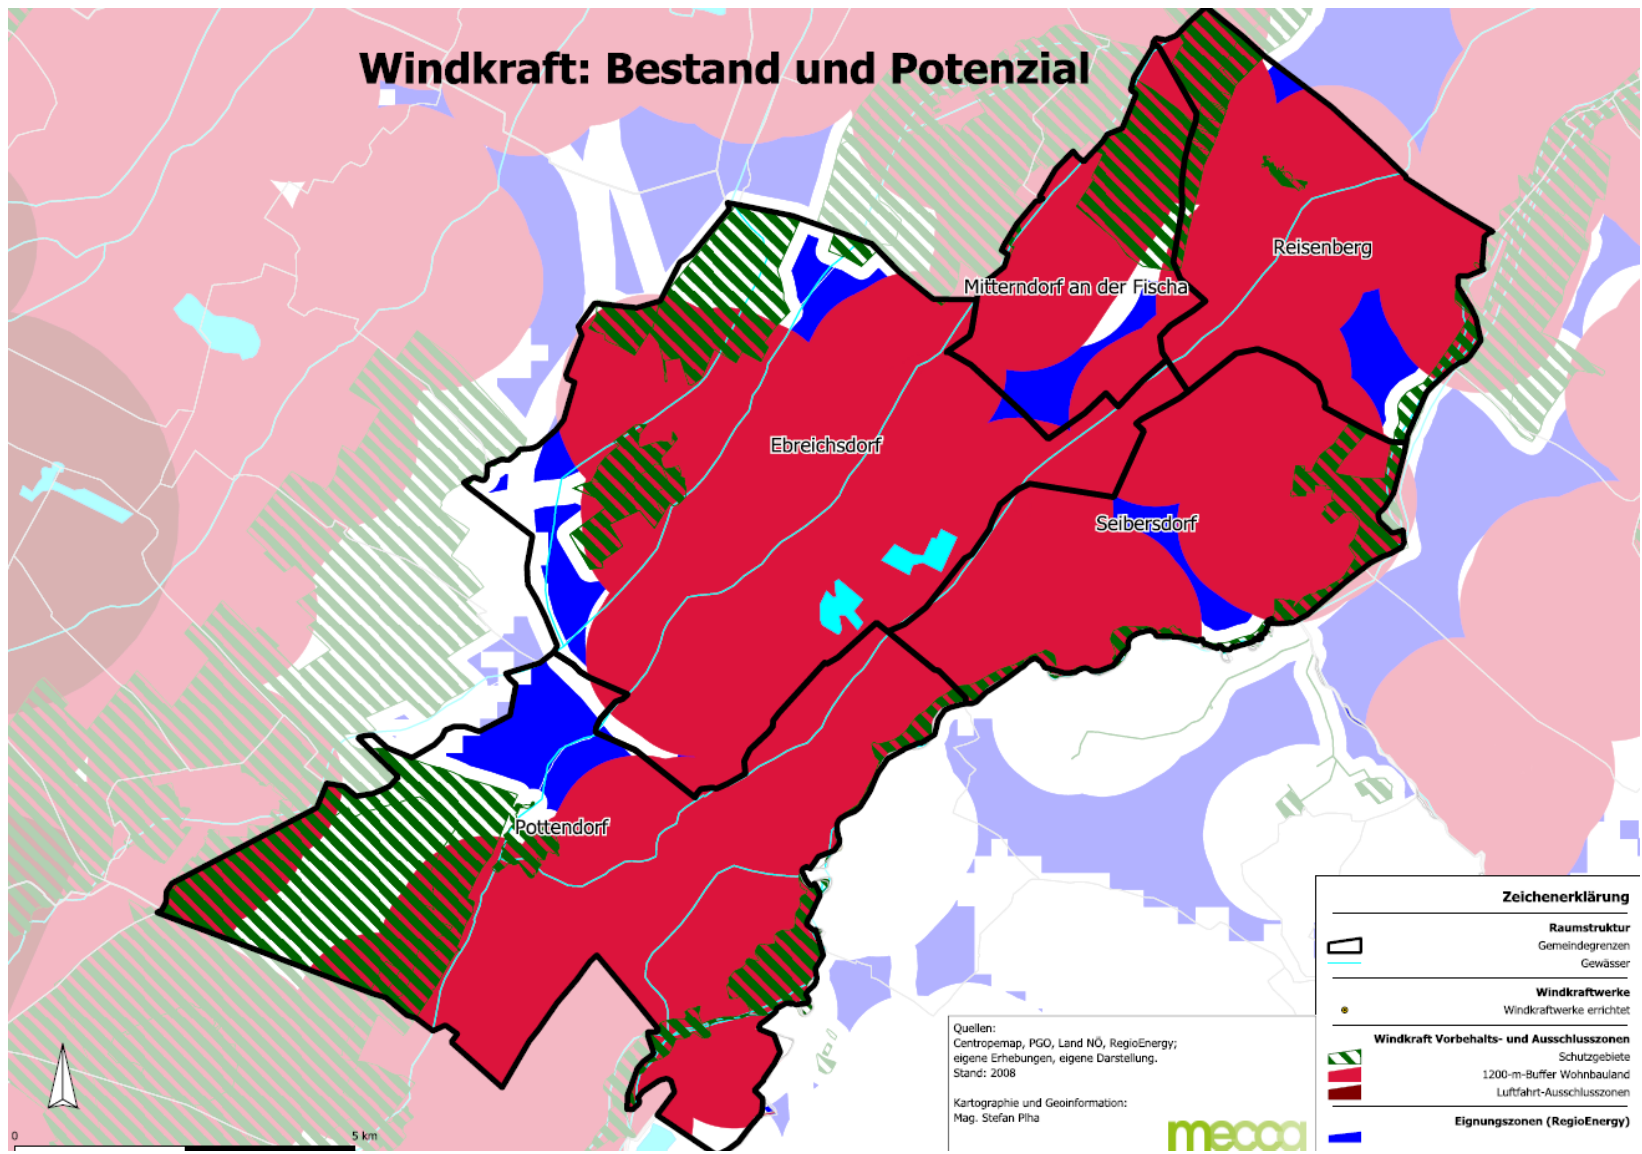 Windkraft: Bestand und Potenzial
Reisenberg
Mitterndorf an der Fischa
Ebreichsdorf
Seibersdorf
Pottendorf
Zeichenerklärung
Raumstruktur
Gemeindegrenzen
Gewässer
Windkraftwerke
Windkraftwerke errichtet
Windkraft Vorbehalts- und Ausschlusszonen
Schutzgebiete
1200-m-Buffer Wohnbauland
Luftfahrt-Ausschlusszonen
Eignungszonen (RegioEnergy)
Quellen:
Centropemap, PGO, Land NÖ, RegioEnergy;
eigene Erhebungen, eigene Darstellung.
Stand: 2008
Kartographie und Geoinformation:
Mag. Stefan Plha
mecca
0 5 km